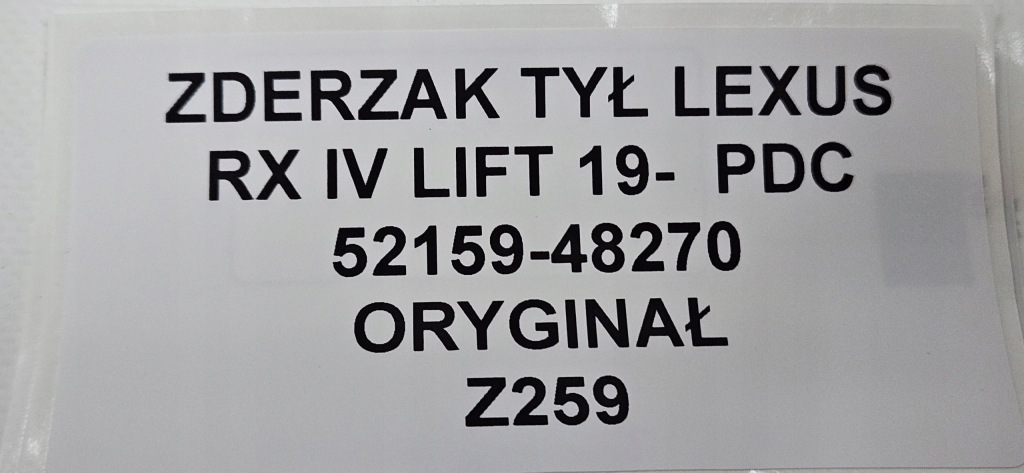 ZDERZAK TYŁ LEXUS
RX IV LIFT 19- PDC
52159-48270
ORYGINAŁ
Z259